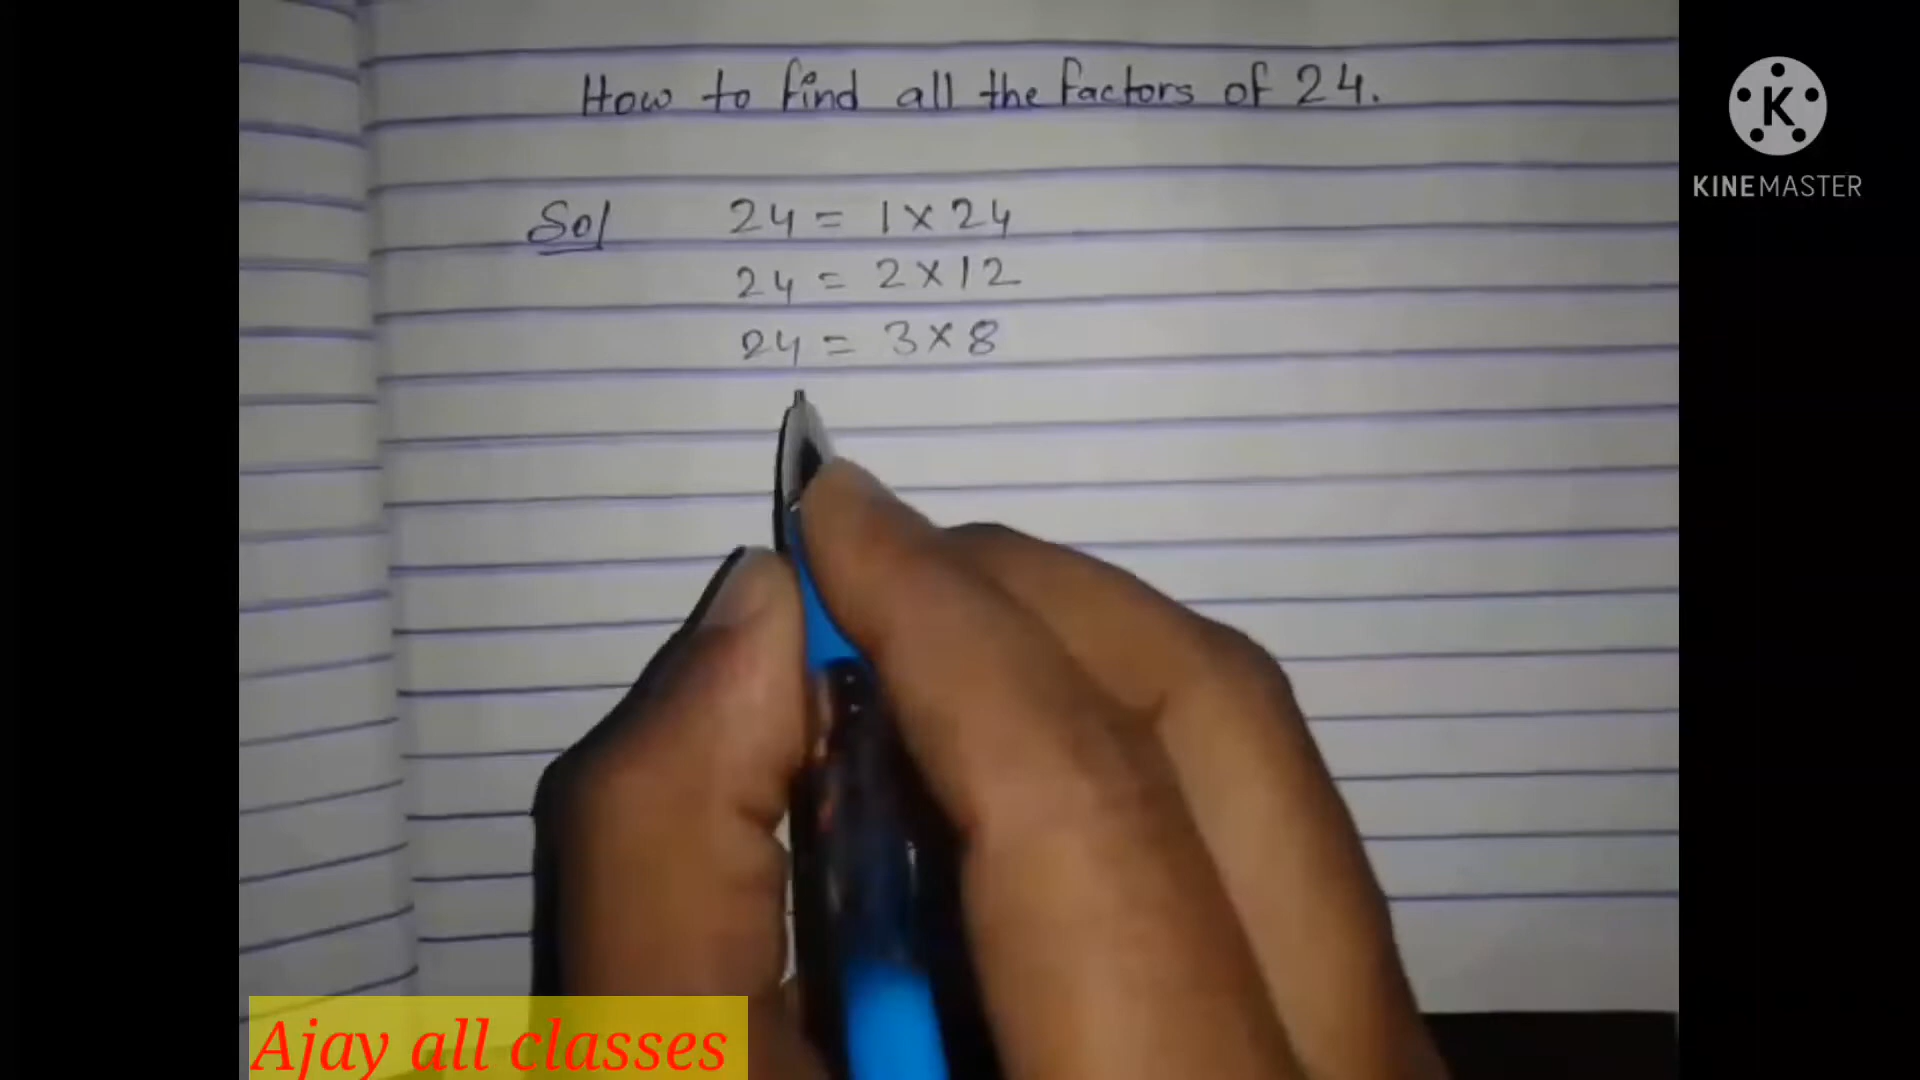 How to find all the factors of 24.
K
KINEMASTER
Sol 24 = 1 × 24
24 = 2 × 12
24 = 3 × 8
Ajay all classes